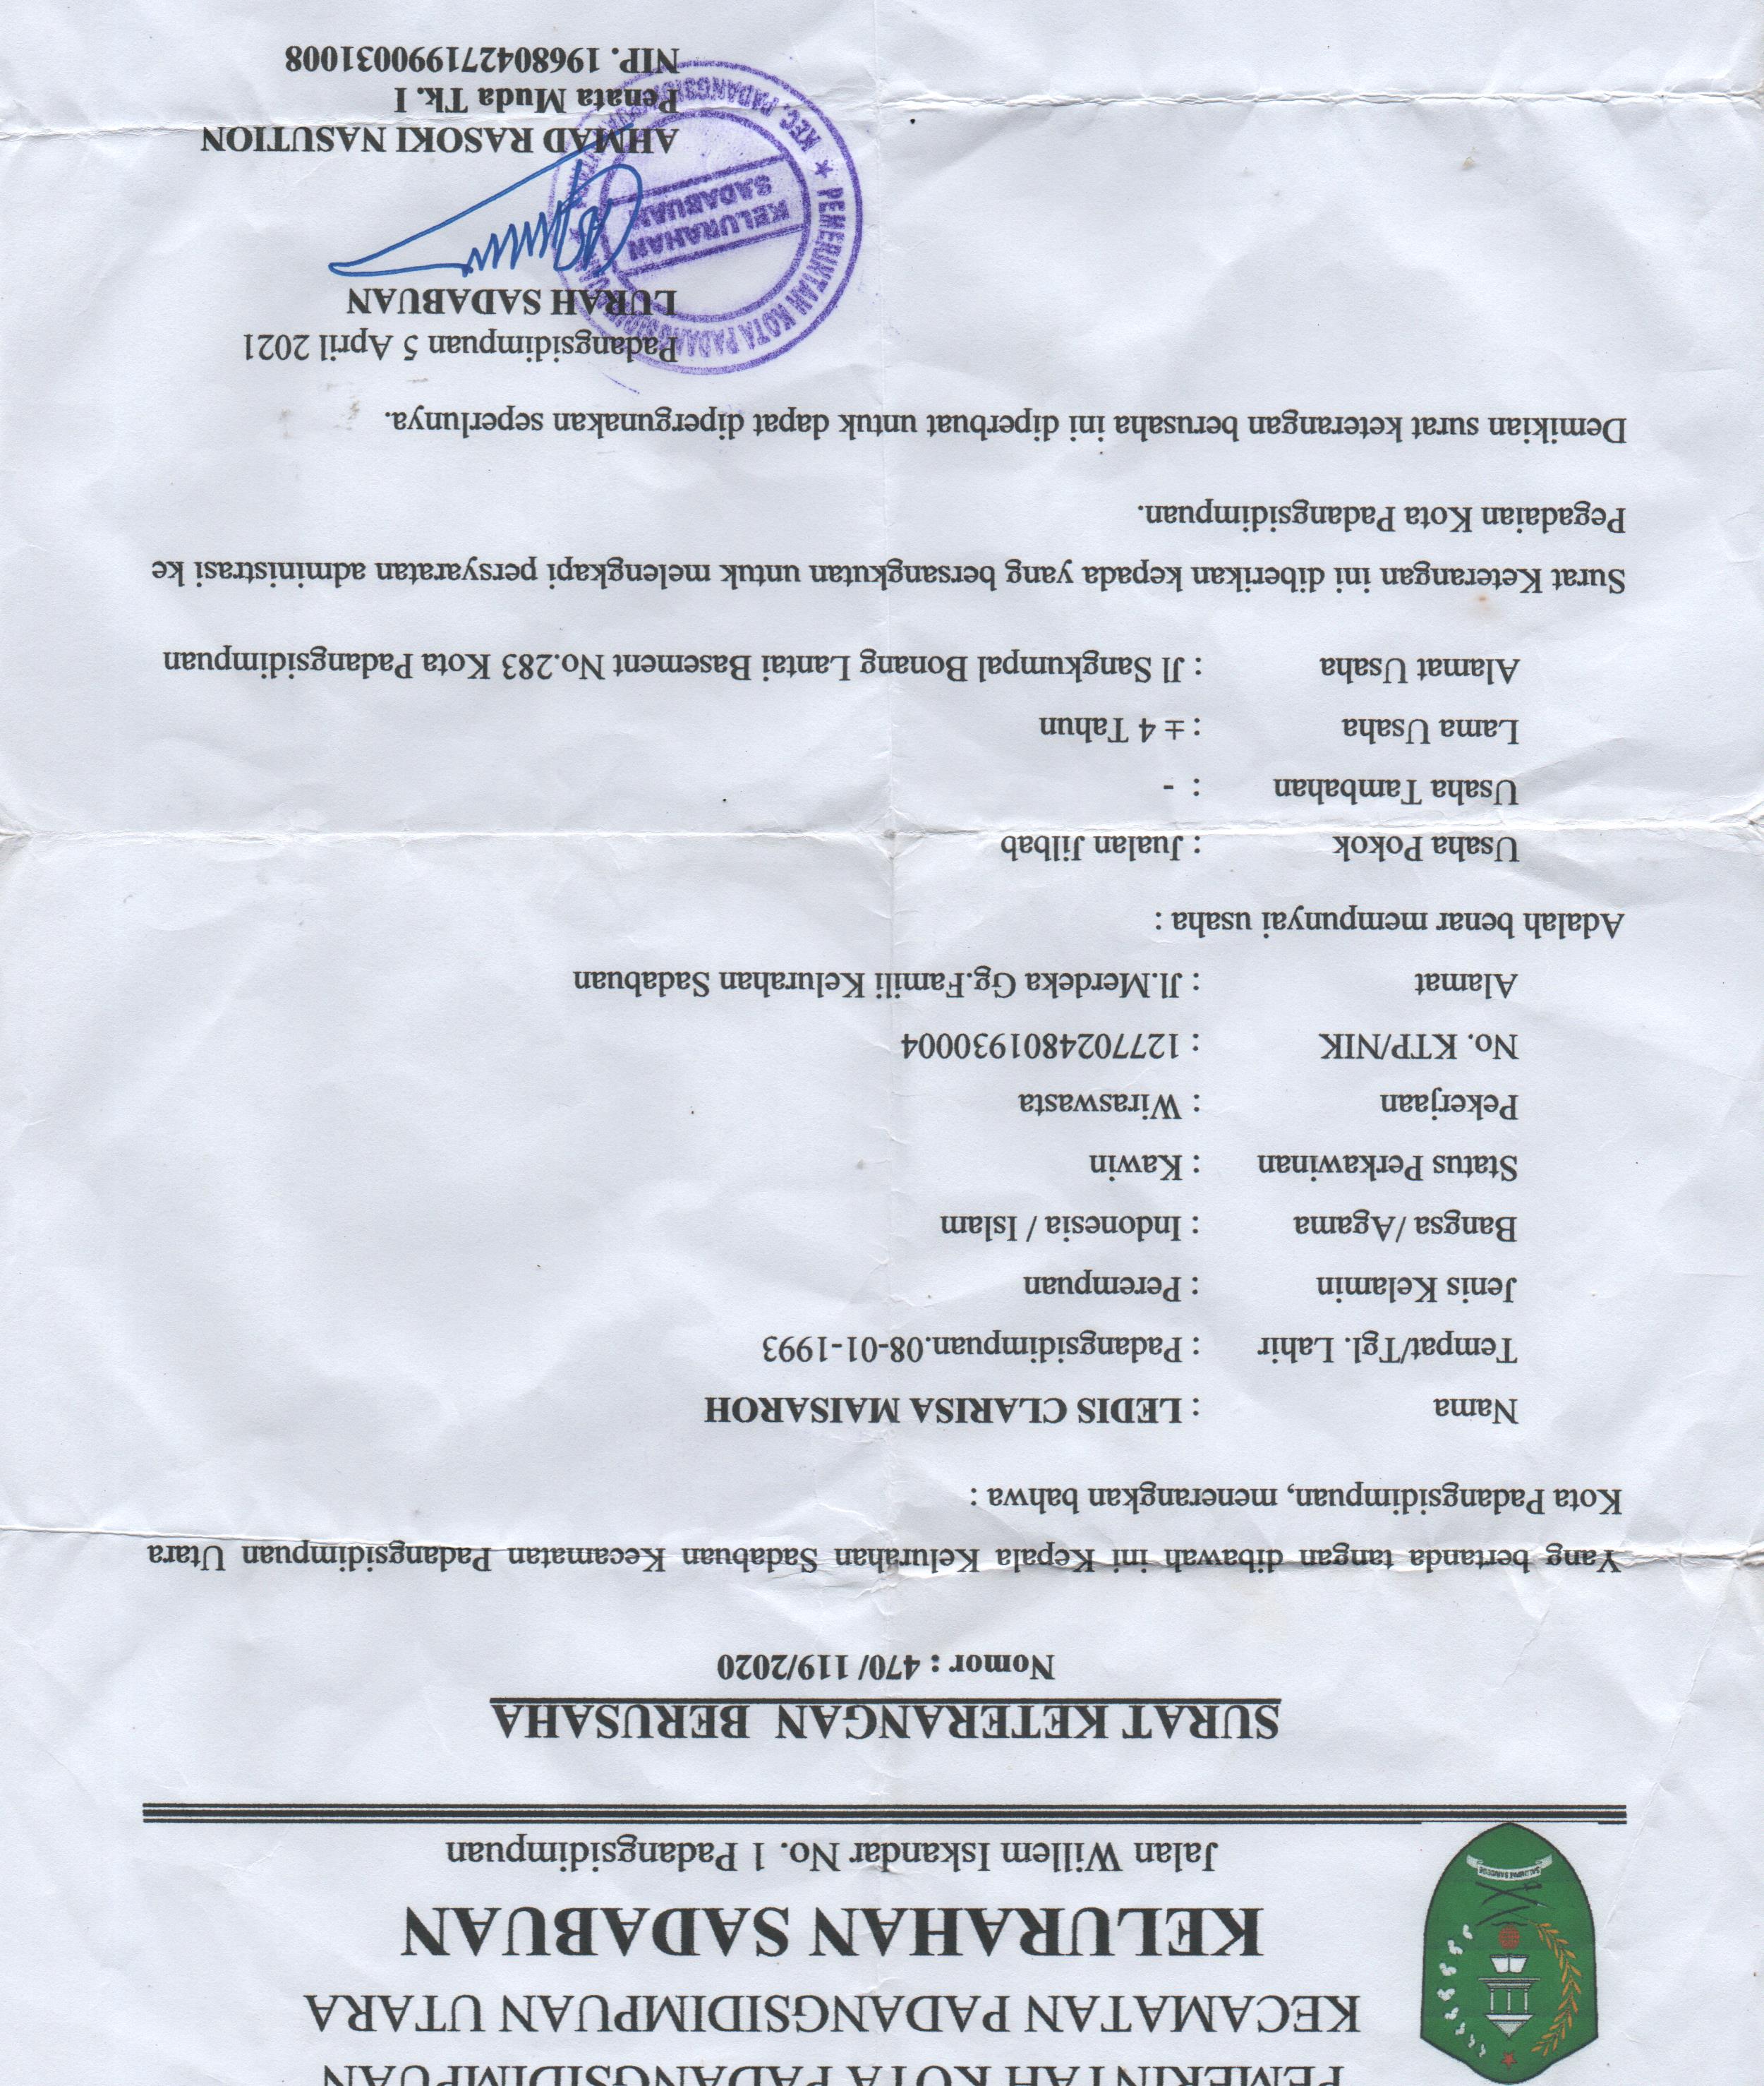 PEMERINTAH KOTA PADANGSIDIMPUAN
KECAMATAN PADANGSIDIMPUAN UTARA
KELURAHAN SADABUAN
Jalan Willem Iskandar No. 1 Padangsidimpuan
SURAT KETERANGAN BERUSAHA
Nomor : 470/ 119/2020
Yang bertanda tangan dibawah ini Kepala Kelurahan Sadabuan Kecamatan Padangsidimpuan Utara
Kota Padangsidimpuan, menerangkan bahwa :
Nama : LEDIS CLARISA MAISAROH
Tempat/Tgl. Lahir : Padangsidimpuan.08-01-1993
Jenis Kelamin : Perempuan
Bangsa /Agama : Indonesia / Islam
Status Perkawinan : Kawin
Pekerjaan : Wiraswasta
No. KTP/NIK : 1277024801930004
Alamat : Jl.Merdeka Gg.Famili Kelurahan Sadabuan
Adalah benar mempunyai usaha :
Usaha Pokok : Jualan Jilbab
Usaha Tambahan : -
Lama Usaha : ± 4 Tahun
Alamat Usaha : Jl Sangkumpal Bonang Lantai Basement No.283 Kota Padangsidimpuan
Surat Keterangan ini diberikan kepada yang bersangkutan untuk melengkapi persyaratan administrasi ke
Pegadaian Kota Padangsidimpuan.
Demikian surat keterangan berusaha ini diperbuat untuk dapat dipergunakan seperlunya.
Padangsidimpuan 5 April 2021
LURAH SADABUAN
PEMERINTAH KOTA
KELURAHAN
SADABUAN
KEC.
AHMAD RASOKI NASUTION
Penata Muda Tk. I
NIP. 196804271990031008